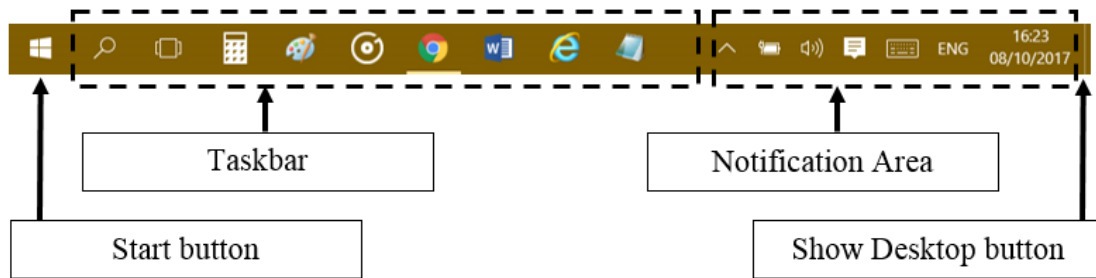 16:23
ENG
08/10/2017
Taskbar
Notification Area
Start button
Show Desktop button